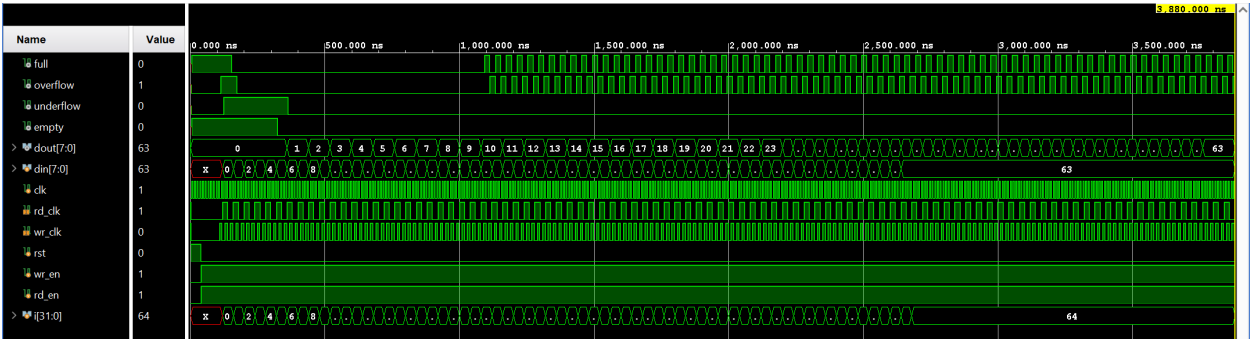 3,880.000 ns
Name Value
0.000 ns 500.000 ns 1,000.000 ns 1,500.000 ns 2,000.000 ns 2,500.000 ns 3,000.000 ns 3,500.000 ns
full 0
overflow 1
underflow 0
empty 0
dout[7:0] 63 0 1 2 3 4 5 6 7 8 9 10 11 12 13 14 15 16 17 18 19 20 21 22 23 63
din[7:0] 63 X 0 2 4 6 8 63
clk 1
rd_clk 1
wr_clk 0
rst 0
wr_en 1
rd_en 1
i[31:0] 64 X 0 2 4 6 8 64